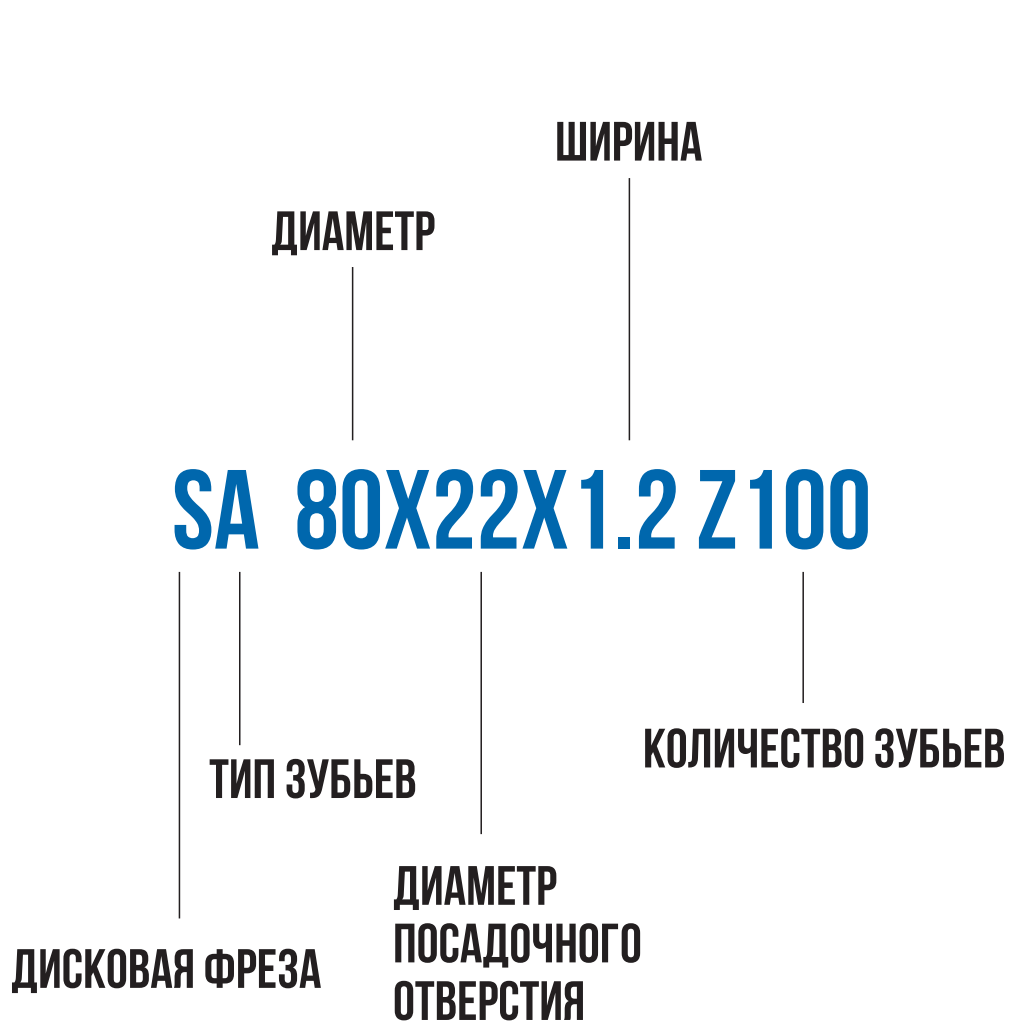 ШИРИНА
ДИАМЕТР
SA 80X22X1.2 Z100
ТИП ЗУБЬЕВ
КОЛИЧЕСТВО ЗУБЬЕВ
ДИАМЕТР
ПОСАДОЧНОГО
ОТВЕРСТИЯ
ДИСКОВАЯ ФРЕЗА